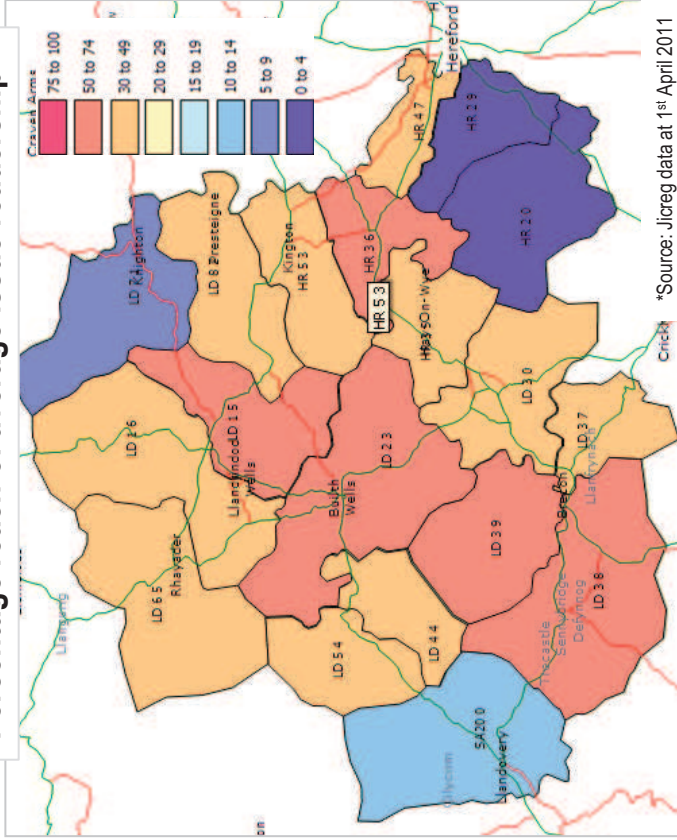 Craven Arms
75 to 100
50 to 74
30 to 49
20 to 29
15 to 19
10 to 14
5 to 9
0 to 4
Llangurig
LD 1 6
Knighton
LD 8 2
Presteigne
Kington
HR 5 3
HR 4 7
Hereford
HR 2 9
HR 2 0
HR 3 6
HR 5 3
LD 6 5
Rhayader
LD 1 5
Wells
LD 2 3
Builth
Wells
LD 3 0
LD 3 7
Llanfrynach
Brecon
LD 3 9
LD 3 8
LD 5 4
LD 4 4
Trecastle
Sennybridge
Defynnog
SA20 0
Llandovery
Cilycwm
*Source: Jicreg data at 1st April 2011